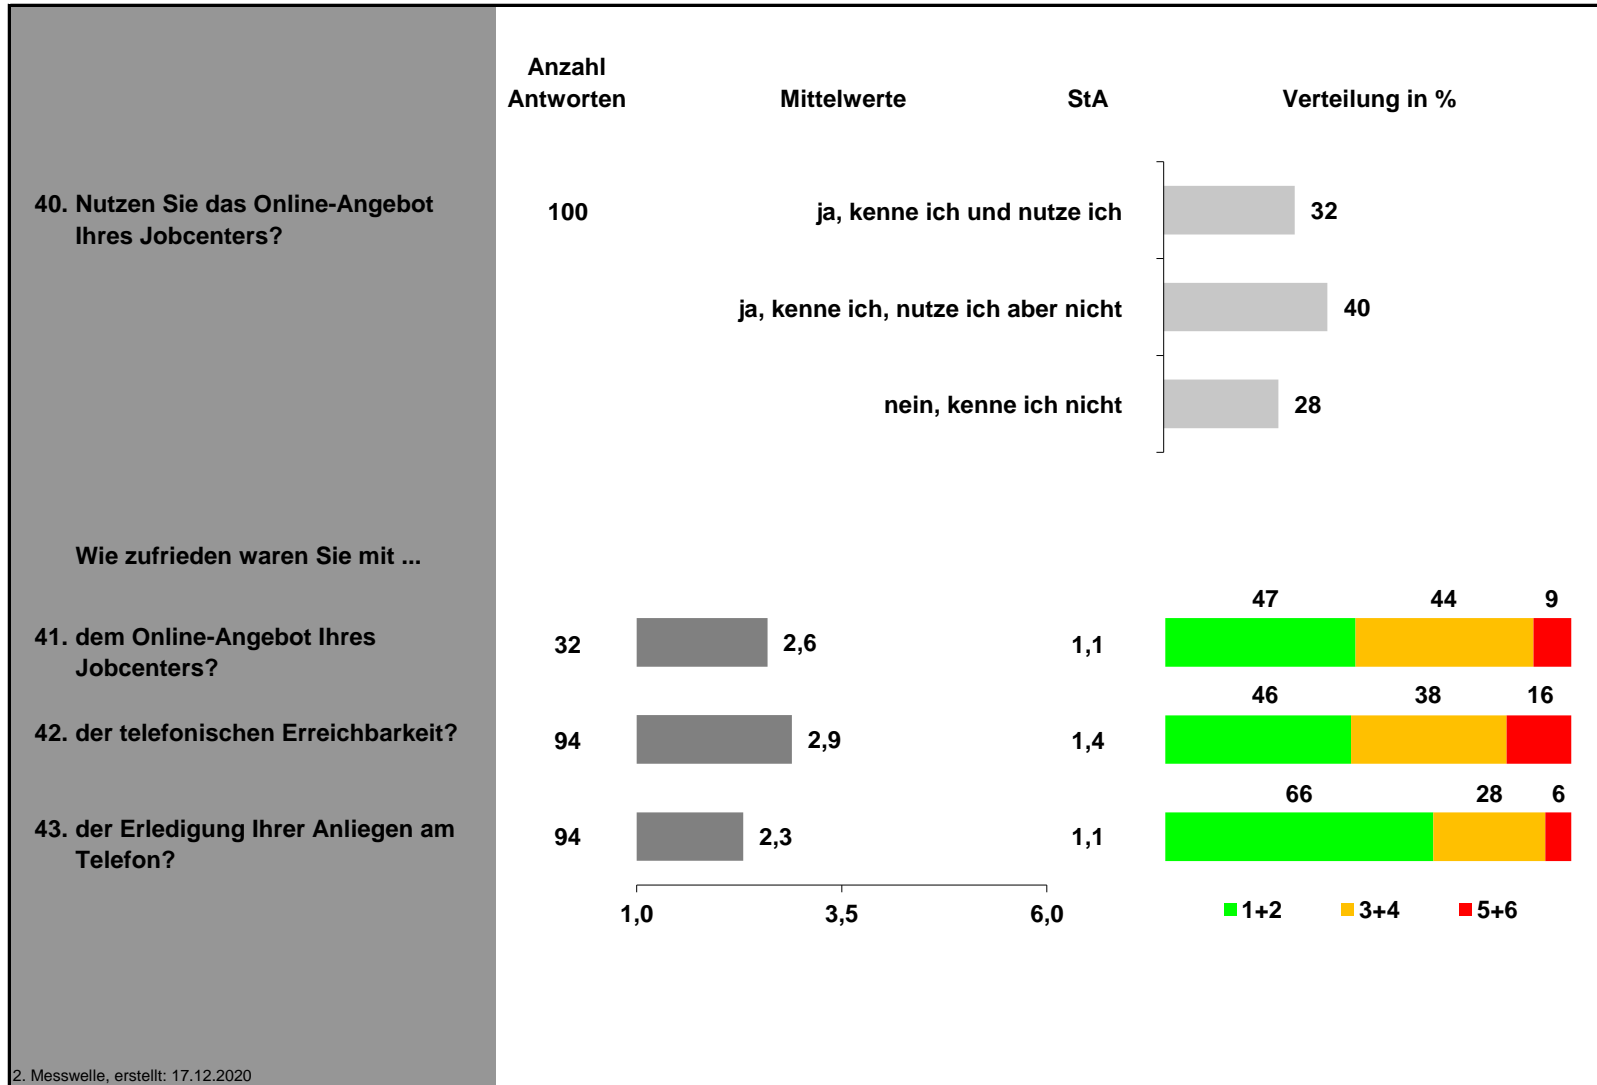 Anzahl
Antworten Mittelwerte StA Verteilung in %
40. Nutzen Sie das Online-Angebot
Ihres Jobcenters?
100 ja, kenne ich und nutze ich 32
ja, kenne ich, nutze ich aber nicht 40
nein, kenne ich nicht 28
Wie zufrieden waren Sie mit ...
47 44 9
41. dem Online-Angebot Ihres
Jobcenters?
32 2,6 1,1
46 38 16
42. der telefonischen Erreichbarkeit?
94 2,9 1,4
66 28 6
43. der Erledigung Ihrer Anliegen am
Telefon?
94 2,3 1,1
1,0 3,5 6,0
1+2 3+4 5+6
2. Messwelle, erstellt: 17.12.2020